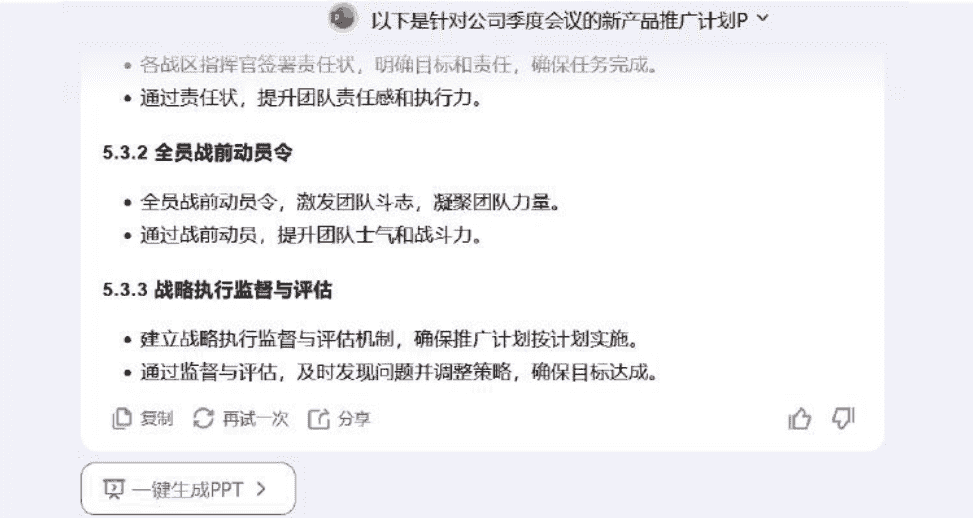 以下是针对公司季度会议的新产品推广计划P
各战区指挥官签署责任状，明确目标和责任，确保任务完成。
通过责任状，提升团队责任感和执行力。
5.3.2 全员战前动员令
全员战前动员令，激发团队斗志，凝聚团队力量。
通过战前动员，提升团队士气和战斗力。
5.3.3 战略执行监督与评估
建立战略执行监督与评估机制，确保推广计划按计划实施。
通过监督与评估，及时发现问题并调整策略，确保目标达成。
复制 再试一次 分享
一键生成PPT